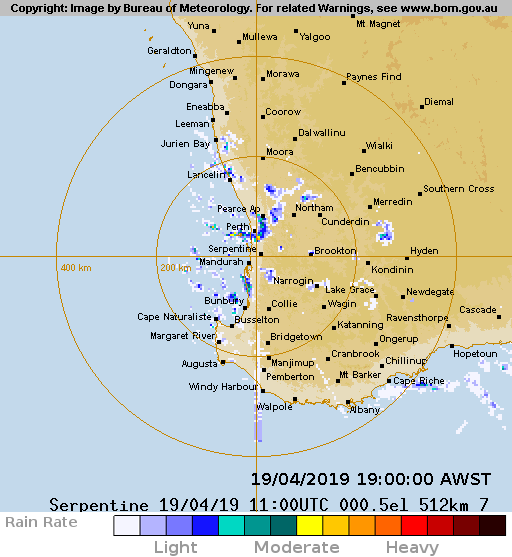 Copyright: Image by Bureau of Meteorology. For related Warnings, see www.bom.gov.au
Mt Magnet
Yuna
Mullewa
Yalgoo
Geraldton
Mingenew
Morawa
Paynes Find
Dongara
Eneabba
Coorow
Diemal
Leeman
Dalwallinu
Jurien Bay
Moora
Wialki
Lancelin
Bencubbin
Southern Cross
Pearce Ap
Northam
Merredin
Cunderdin
Perth
Serpentine
Brookton
Hyden
400 km
200 km
Mandurah
Kondinin
Narrogin
Lake Grace
Newdegate
Bunbury
Collie
Wagin
Cascade
Cape Naturaliste
Busselton
Ravensthorpe
Katanning
Margaret River
Bridgetown
Ongerup
Cranbrook
Hopetoun
Augusta
Manjimup
Chillinup
Pemberton
Mt Barker
Cape Riche
Windy Harbour
Walpole
Albany
19/04/2019 19:00:00 AWST
Serpentine 19/04/19 11:00UTC 000.5el 512km 7
Rain Rate
Light
Moderate
Heavy